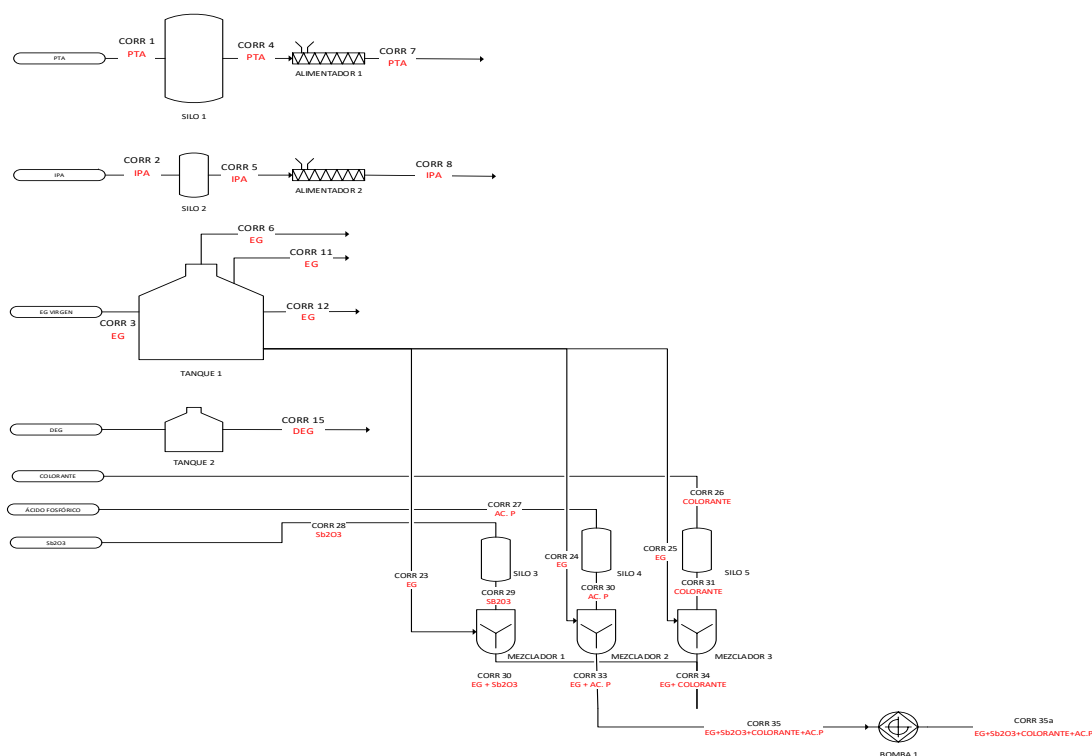 CORR 1
PTA
PTA
CORR 4
PTA
CORR 7
PTA
ALIMENTADOR 1
SILO 1
IPA
CORR 2
IPA
CORR 5
IPA
CORR 8
IPA
ALIMENTADOR 2
SILO 2
CORR 6
EG
CORR 11
EG
EG VIRGEN
CORR 3
EG
CORR 12
EG
TANQUE 1
DEG
CORR 15
DEG
TANQUE 2
COLORANTE
CORR 26
COLORANTE
ÁCIDO FOSFÓRICO
CORR 27
AC. P
Sb2O3
CORR 28
Sb2O3
CORR 23
EG
SILO 3
CORR 29
SB2O3
CORR 24
EG
SILO 4
CORR 30
AC. P
CORR 25
EG
SILO 5
CORR 31
COLORANTE
MEZCLADOR 1
MEZCLADOR 2
MEZCLADOR 3
CORR 30
EG + Sb2O3
CORR 33
EG + AC. P
CORR 34
EG+ COLORANTE
CORR 35
EG+Sb2O3+COLORANTE+AC.P
BOMBA 1
CORR 35a
EG+Sb2O3+COLORANTE+AC.P